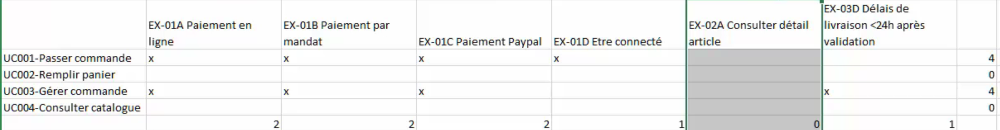 EX-01A Paiement en
ligne
EX-01B Paiement par
mandat
EX-01C Paiement Paypal
EX-01D Etre connecté
EX-02A Consulter détail
article
EX-03D Délais de
livraison <24h après
validation
UC001-Passer commande x x x x 4
UC002-Remplir panier 0
UC003-Gérer commande x x x x 4
UC004-Consulter catalogue 0
2 2 2 1 0 1